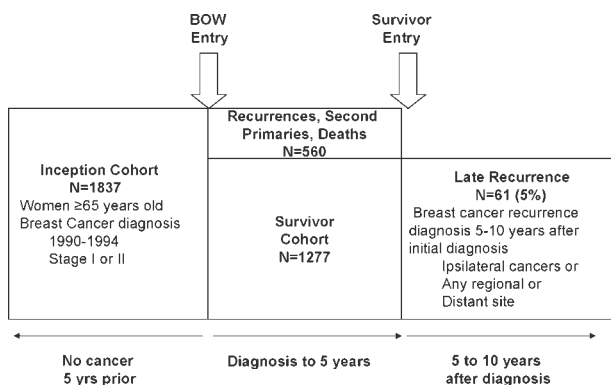 BOW
Entry
Survivor
Entry
Inception Cohort
N=1837
Women ≥65 years old
Breast Cancer diagnosis
1990-1994
Stage I or II
Recurrences, Second
Primaries, Deaths
N=560
Survivor
Cohort
N=1277
Late Recurrence
N=61 (5%)
Breast cancer recurrence
diagnosis 5-10 years after
initial diagnosis
Ipsilateral cancers or
Any regional or
Distant site
No cancer
5 yrs prior
Diagnosis to 5 years
5 to 10 years
after diagnosis